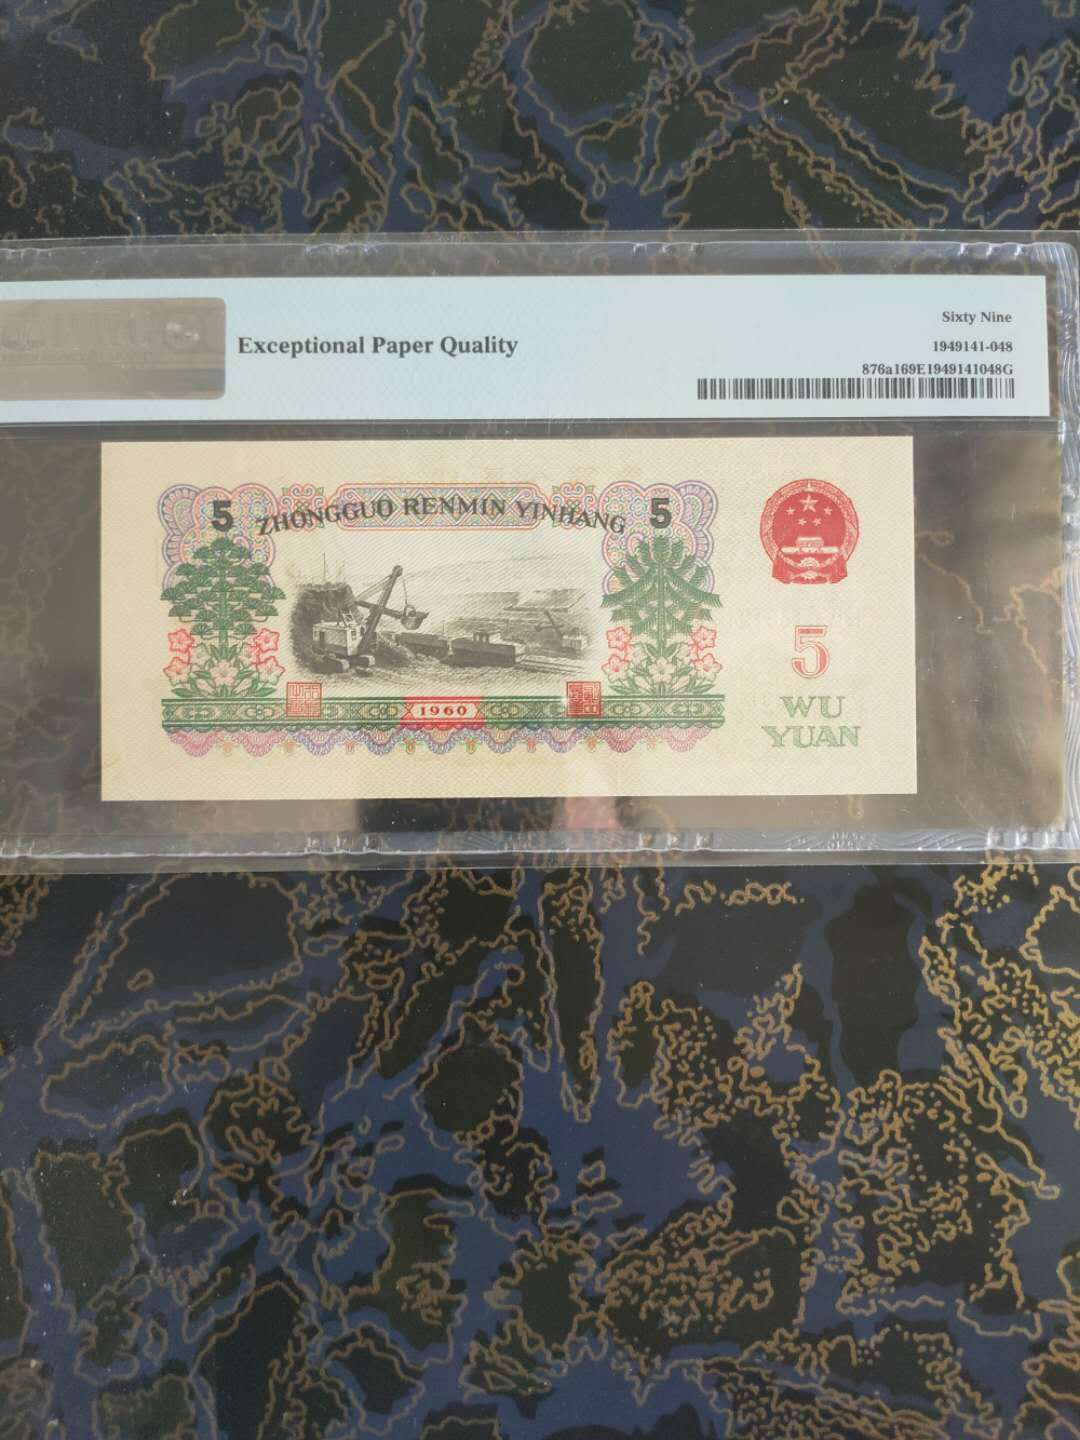 Sixty Nine
Exceptional Paper Quality
1949141-048
876a169E1949141048G
5 ZHONGGUO RENMIN YINHANG 5
5
1960
WU
YUAN